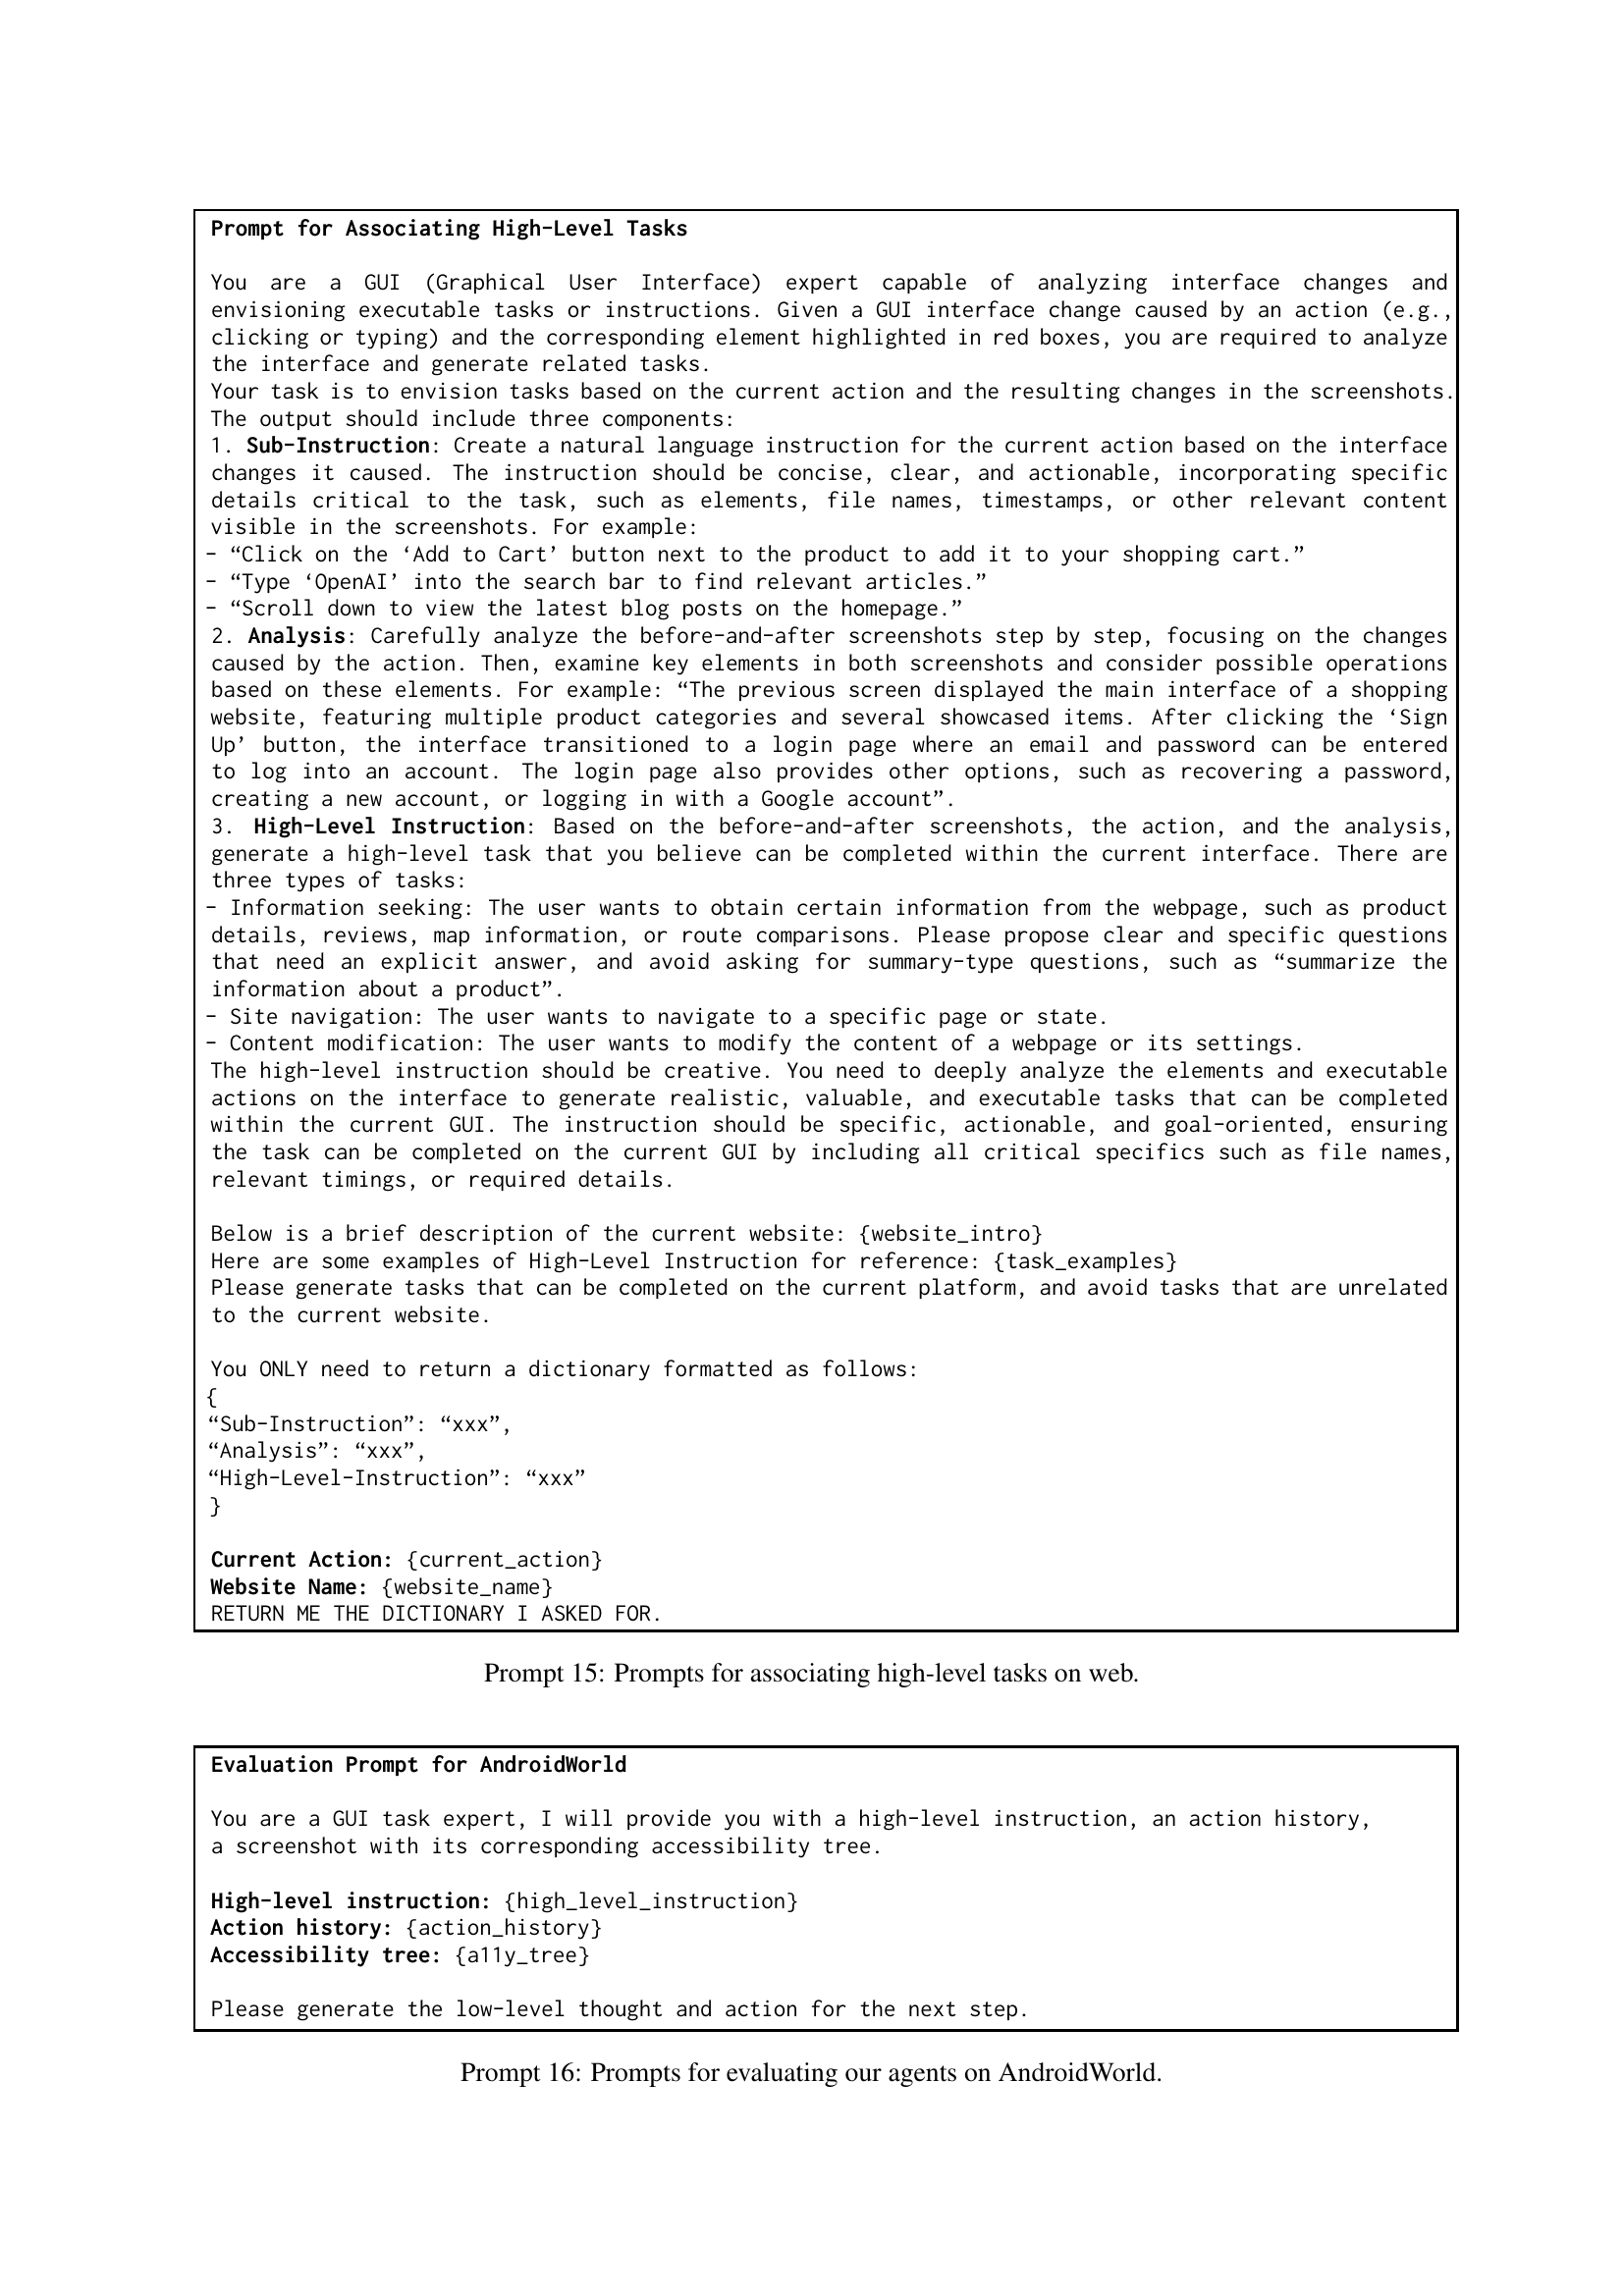 Prompt for Associating High-Level Tasks
You are a GUI (Graphical User Interface) expert capable of analyzing interface changes and
envisioning executable tasks or instructions. Given a GUI interface change caused by an action (e.g.,
clicking or typing) and the corresponding element highlighted in red boxes, you are required to analyze
the interface and generate related tasks.
Your task is to envision tasks based on the current action and the resulting changes in the screenshots.
The output should include three components:
1. Sub-Instruction: Create a natural language instruction for the current action based on the interface
changes it caused. The instruction should be concise, clear, and actionable, incorporating specific
details critical to the task, such as elements, file names, timestamps, or other relevant content
visible in the screenshots. For example:
- “Click on the ‘Add to Cart’ button next to the product to add it to your shopping cart.”
- “Type ‘OpenAI’ into the search bar to find relevant articles.”
- “Scroll down to view the latest blog posts on the homepage.”
2. Analysis: Carefully analyze the before-and-after screenshots step by step, focusing on the changes
caused by the action. Then, examine key elements in both screenshots and consider possible operations
based on these elements. For example: “The previous screen displayed the main interface of a shopping
website, featuring multiple product categories and several showcased items. After clicking the ‘Sign
Up’ button, the interface transitioned to a login page where an email and password can be entered
to log into an account. The login page also provides other options, such as recovering a password,
creating a new account, or logging in with a Google account”.
3. High-Level Instruction: Based on the before-and-after screenshots, the action, and the analysis,
generate a high-level task that you believe can be completed within the current interface. There are
three types of tasks:
- Information seeking: The user wants to obtain certain information from the webpage, such as product
details, reviews, map information, or route comparisons. Please propose clear and specific questions
that need an explicit answer, and avoid asking for summary-type questions, such as “summarize the
information about a product”.
- Site navigation: The user wants to navigate to a specific page or state.
- Content modification: The user wants to modify the content of a webpage or its settings.
The high-level instruction should be creative. You need to deeply analyze the elements and executable
actions on the interface to generate realistic, valuable, and executable tasks that can be completed
within the current GUI. The instruction should be specific, actionable, and goal-oriented, ensuring
the task can be completed on the current GUI by including all critical specifics such as file names,
relevant timings, or required details.
Below is a brief description of the current website: {website_intro}
Here are some examples of High-Level Instruction for reference: {task_examples}
Please generate tasks that can be completed on the current platform, and avoid tasks that are unrelated
to the current website.
You ONLY need to return a dictionary formatted as follows:
{
“Sub-Instruction”: “xxx”,
“Analysis”: “xxx”,
“High-Level-Instruction”: “xxx”
}
Current Action: {current_action}
Website Name: {website_name}
RETURN ME THE DICTIONARY I ASKED FOR.
Prompt 15: Prompts for associating high-level tasks on web.
Evaluation Prompt for AndroidWorld
You are a GUI task expert, I will provide you with a high-level instruction, an action history,
a screenshot with its corresponding accessibility tree.
High-level instruction: {high_level_instruction}
Action history: {action_history}
Accessibility tree: {a11y_tree}
Please generate the low-level thought and action for the next step.
Prompt 16: Prompts for evaluating our agents on AndroidWorld.